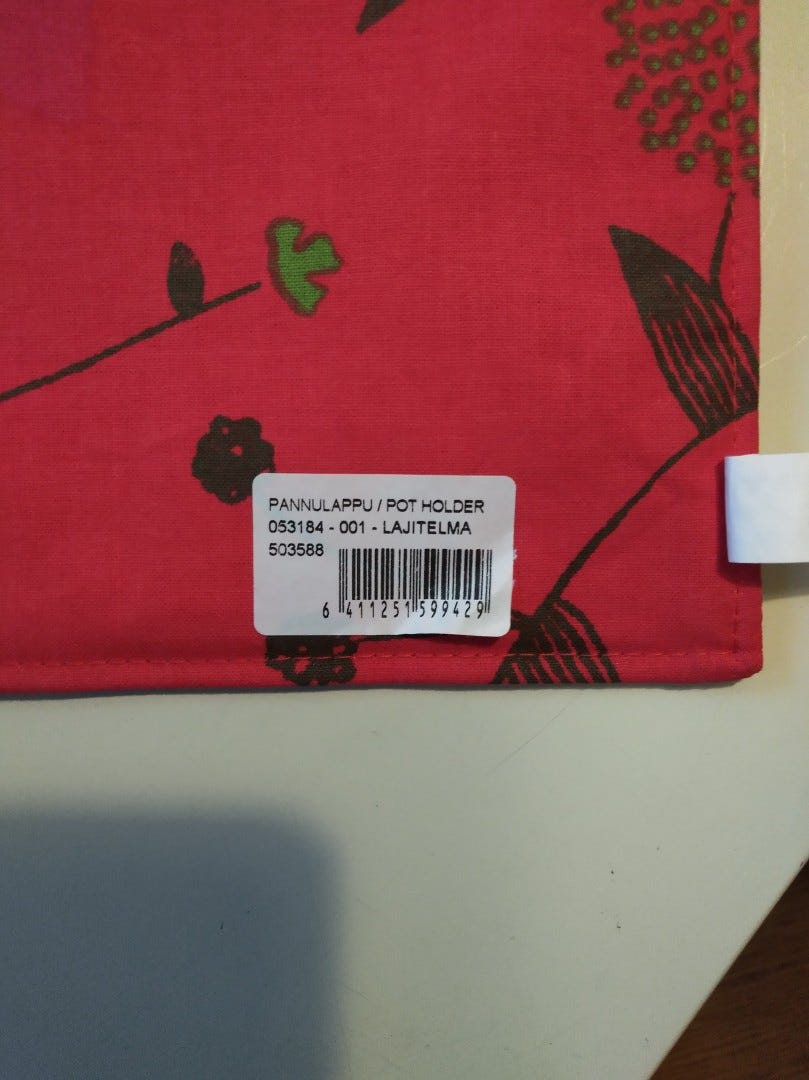 PANNULAPPU / POT HOLDER
053184 - 001 - LAJITELMA
503588
6 411251 599429